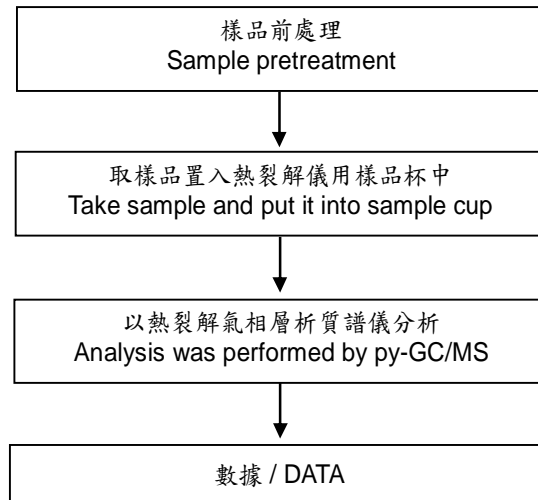 樣品前處理
Sample pretreatment
取樣品置入熱裂解儀用樣品杯中
Take sample and put it into sample cup
以熱裂解氣相層析質譜儀分析
Analysis was performed by py-GC/MS
數據 / DATA